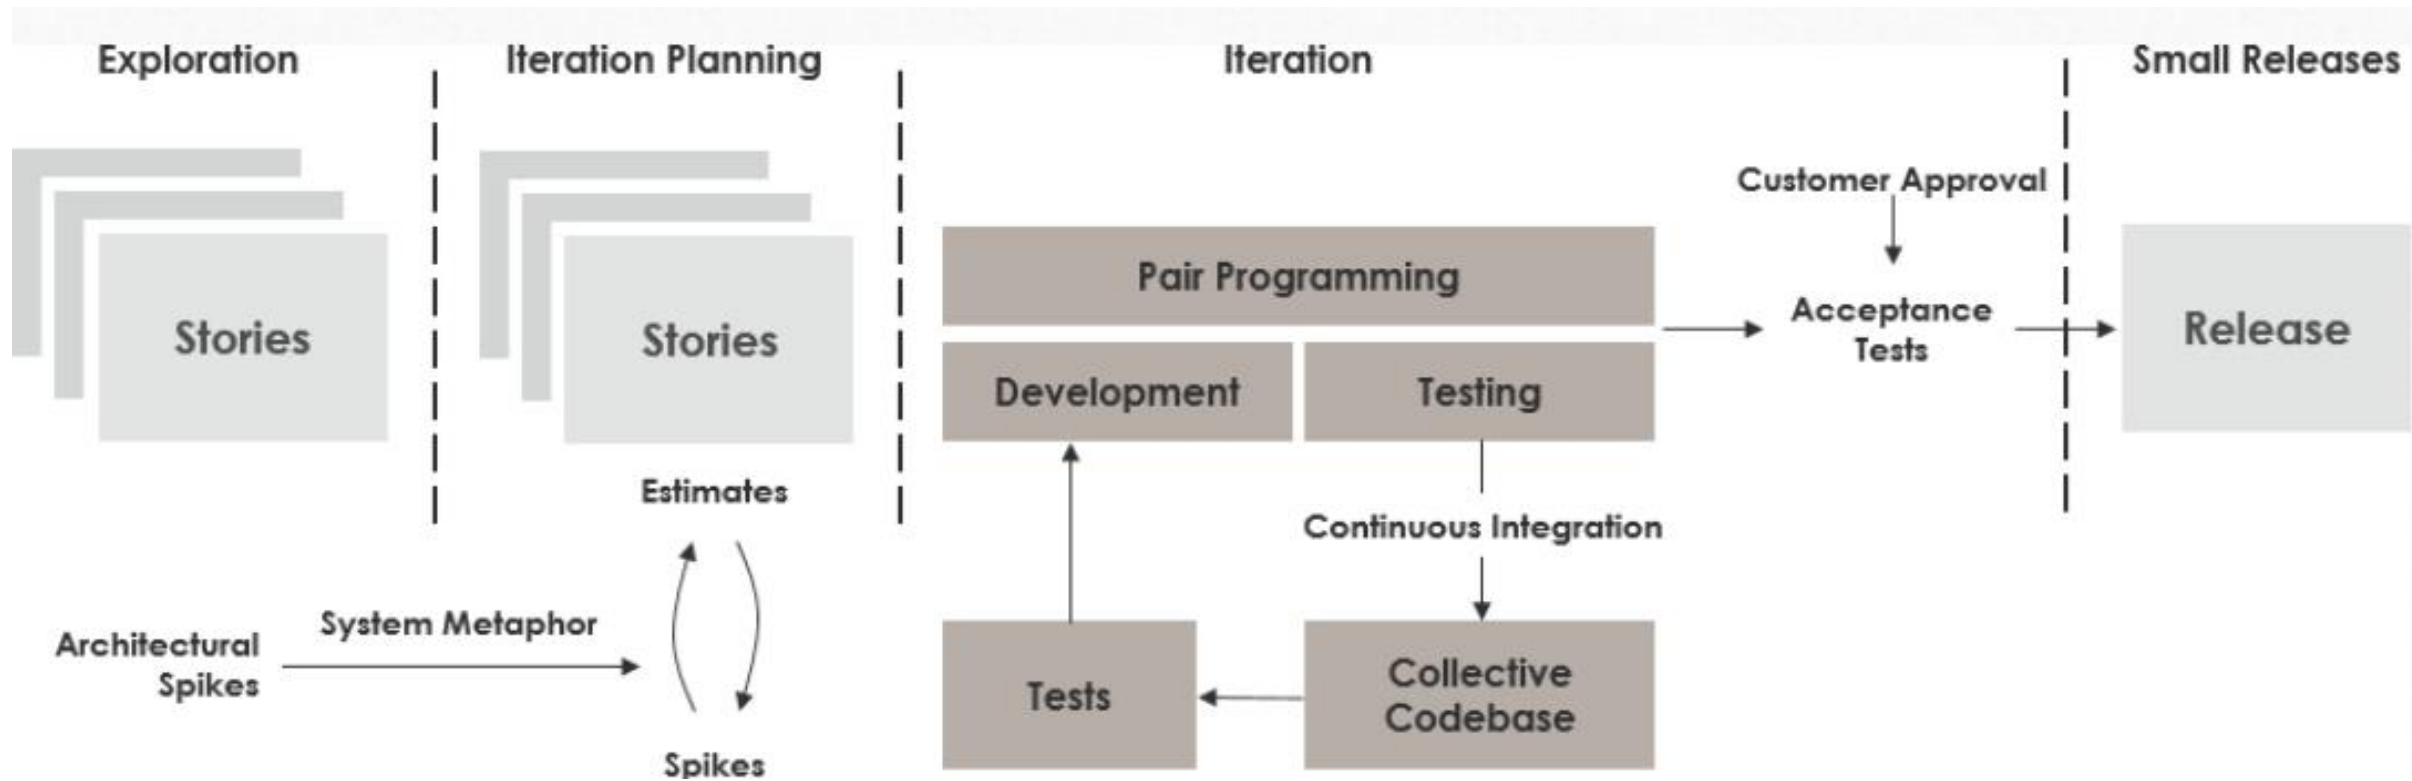 Exploration
Iteration Planning
Iteration
Small Releases
Stories
Stories
Estimates
System Metaphor
Architectural
Spikes
Spikes
Pair Programming
Development
Testing
Continuous Integration
Tests
Collective
Codebase
Customer Approval
Acceptance
Tests
Release